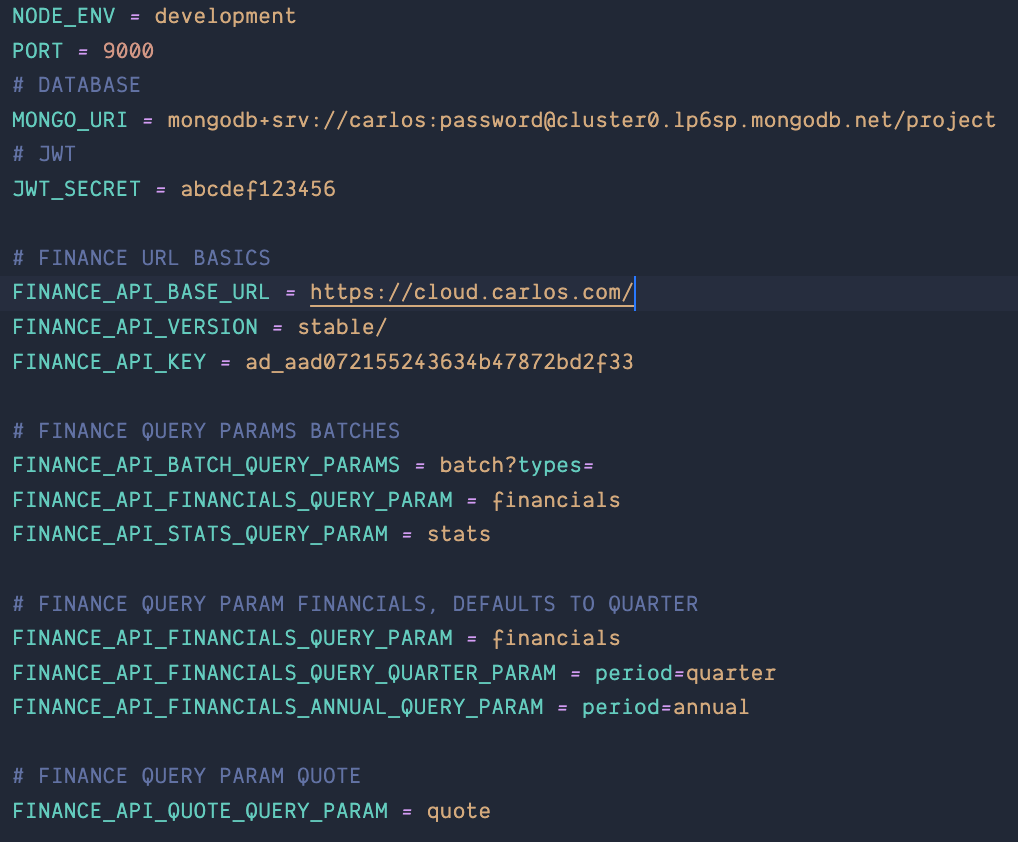 NODE_ENV = development
PORT = 9000
# DATABASE
MONGO_URI = mongodb+srv://carlos:password@cluster0.lp6sp.mongodb.net/project
# JWT
JWT_SECRET = abcdef123456
# FINANCE URL BASICS
FINANCE_API_BASE_URL = https://cloud.carlos.com/
FINANCE_API_VERSION = stable/
FINANCE_API_KEY = ad_aad072155243634b47872bd2f33
# FINANCE QUERY PARAMS BATCHES
FINANCE_API_BATCH_QUERY_PARAMS = batch?types=
FINANCE_API_FINANCIALS_QUERY_PARAM = financials
FINANCE_API_STATS_QUERY_PARAM = stats
# FINANCE QUERY PARAM FINANCIALS, DEFAULTS TO QUARTER
FINANCE_API_FINANCIALS_QUERY_PARAM = financials
FINANCE_API_FINANCIALS_QUERY_QUARTER_PARAM = period=quarter
FINANCE_API_FINANCIALS_ANNUAL_QUERY_PARAM = period=annual
# FINANCE QUERY PARAM QUOTE
FINANCE_API_QUOTE_QUERY_PARAM = quote